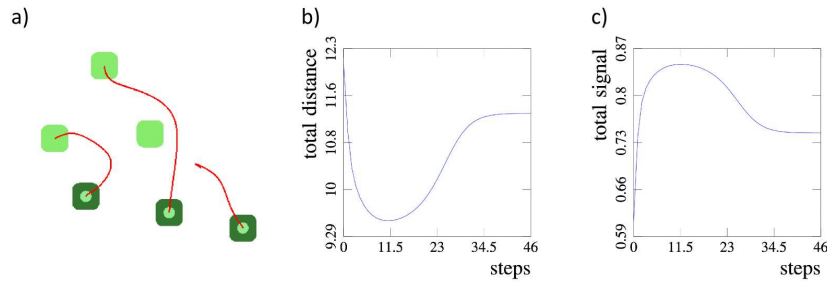 a)
b)
c)
12.3
11.6
10.8
10
9.29
total distance
0
11.5
23
34.5
46
steps
0.87
0.8
0.73
0.66
0.59
total signal
0
11.5
23
34.5
46
steps